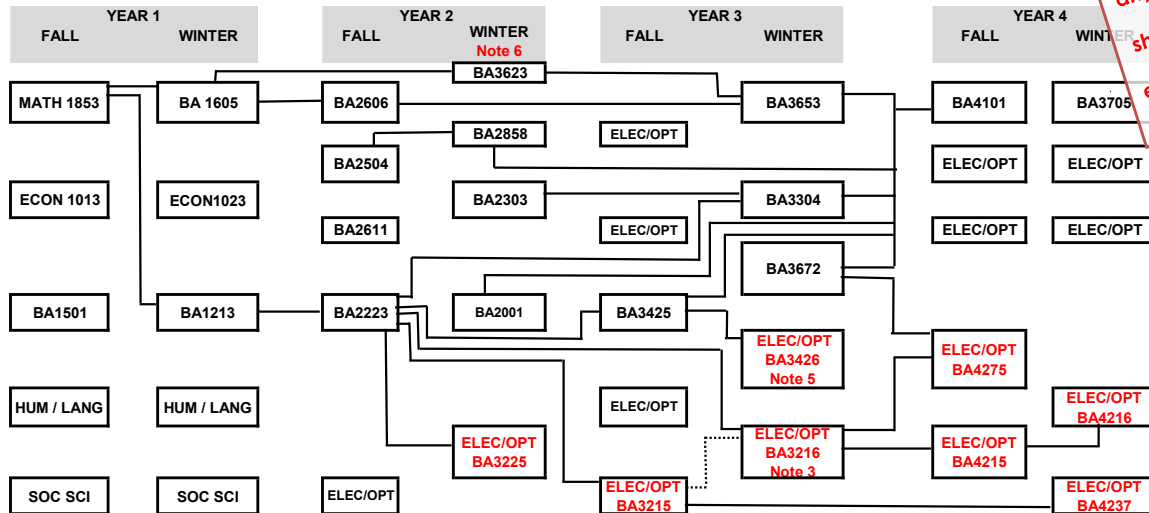 YEAR 1
YEAR 2
YEAR 3
YEAR 4
FALL
WINTER
FALL
WINTER
Note 6
FALL
WINTER
FALL
sh
BA3623
MATH 1853
BA 1605
BA2606
BA3653
BA4101
BA3705
BA2858
ELEC/OPT
BA2504
ELEC/OPT
ELEC/OPT
ECON 1013
ECON1023
BA2303
BA3304
BA2611
ELEC/OPT
ELEC/OPT
ELEC/OPT
BA3672
BA1501
BA1213
BA2223
BA2001
BA3425
ELEC/OPT
BA3426
Note 5
ELEC/OPT
BA4275
HUM / LANG
HUM / LANG
ELEC/OPT
ELEC/OPT
BA4216
ELEC/OPT
BA3225
ELEC/OPT
BA3216
Note 3
ELEC/OPT
BA4215
SOC SCI
SOC SCI
ELEC/OPT
ELEC/OPT
BA3215
ELEC/OPT
BA4237